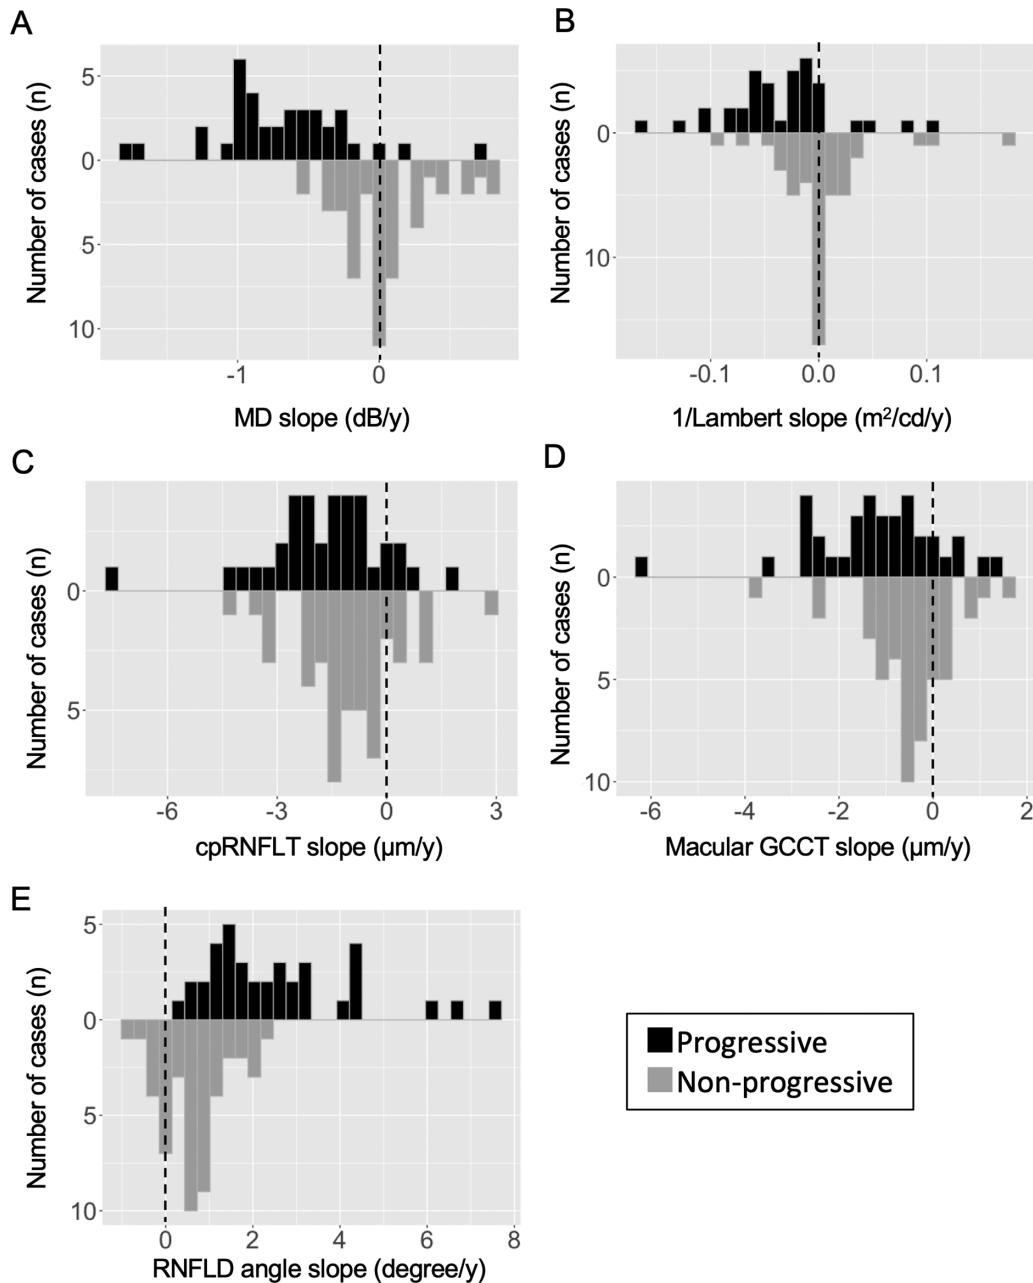 A
B
Number of cases (n)
5
0
5
10
-1
0
MD slope (dB/y)
Number of cases (n)
0
10
-0.1
0.0
0.1
1/Lambert slope (m²/cd/y)
C
D
Number of cases (n)
0
5
-6
-3
0
3
cpRNFLT slope (μm/y)
Number of cases (n)
0
5
10
-6
-4
-2
0
2
Macular GCCT slope (μm/y)
E
Number of cases (n)
5
0
5
10
0
2
4
6
8
RNFLD angle slope (degree/y)
Progressive
Non-progressive